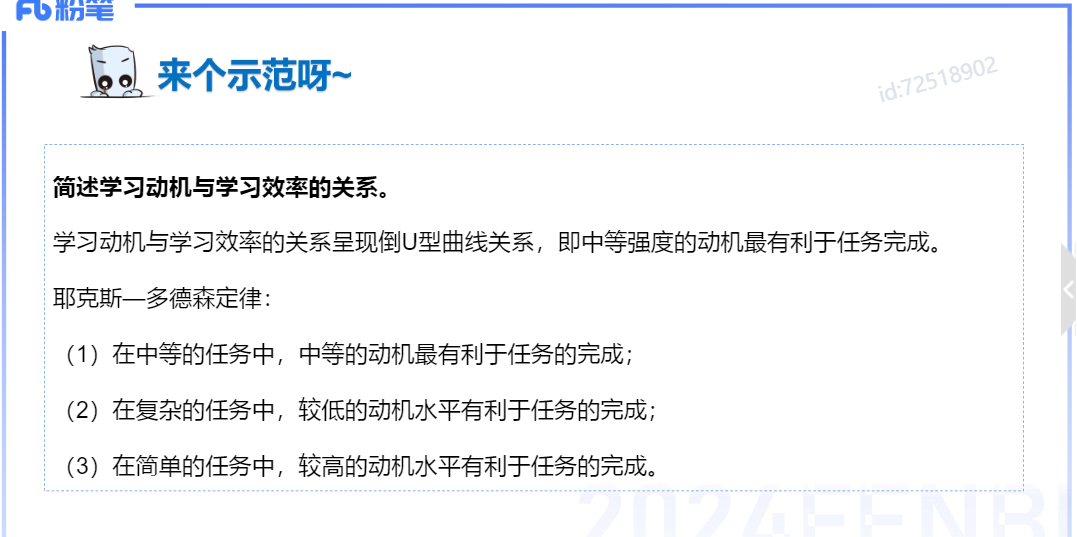 粉笔
来个示范呀~
id:72518902
简述学习动机与学习效率的关系。
学习动机与学习效率的关系呈现倒U型曲线关系，即中等强度的动机最有利于任务完成。
耶克斯—多德森定律：
（1）在中等的任务中，中等的动机最有利于任务的完成；
（2）在复杂的任务中，较低的动机水平有利于任务的完成；
（3）在简单的任务中，较高的动机水平有利于任务的完成。
2024FENBI